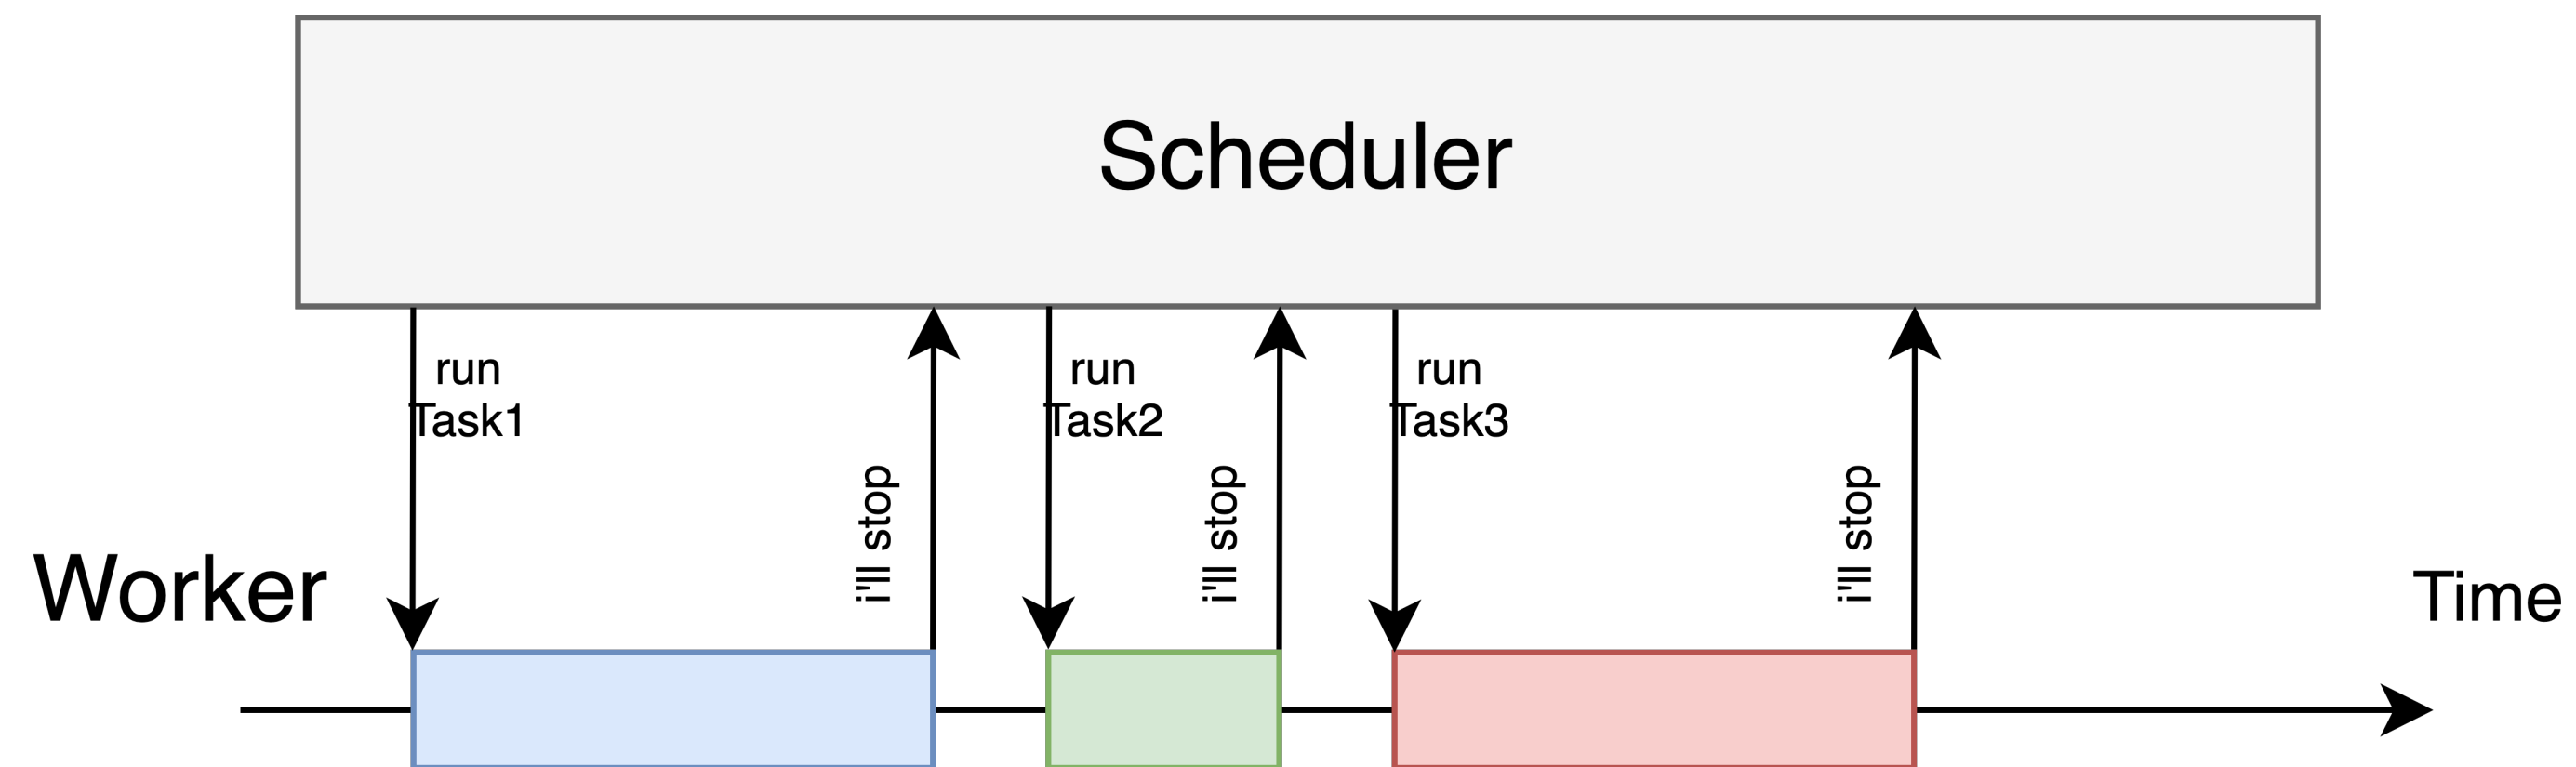 Scheduler
run
Task1
i'll stop
run
Task2
i'll stop
run
Task3
i'll stop
Worker
Time